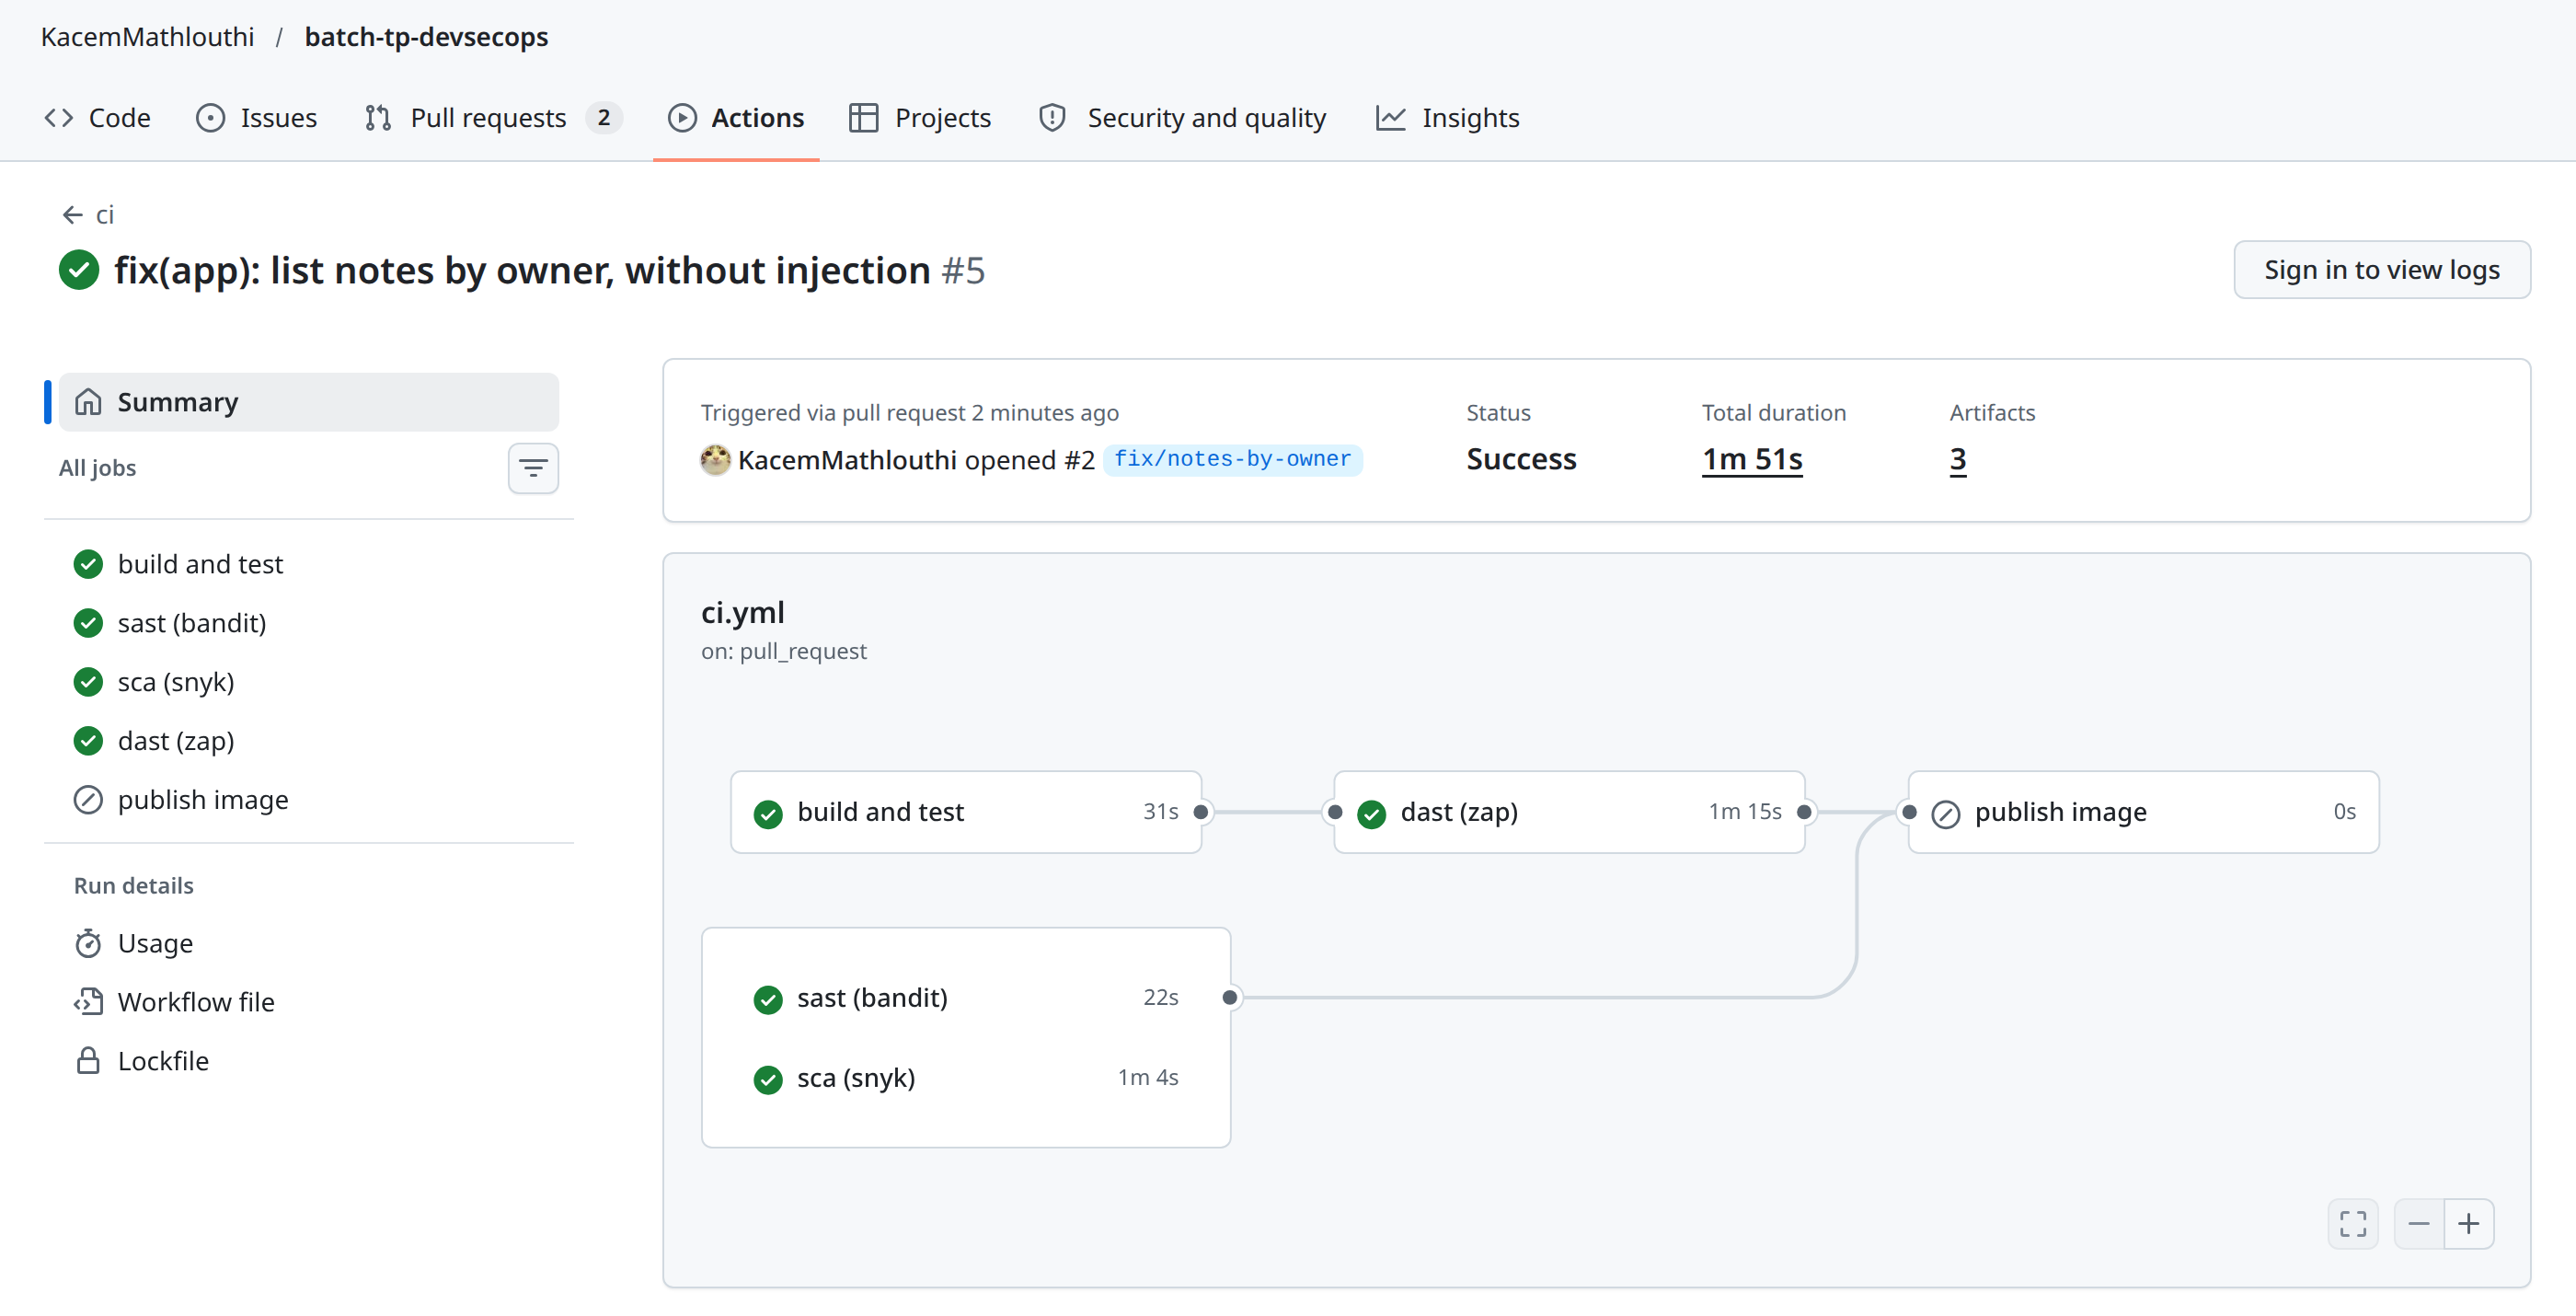 KacemMathlouthi / batch-tp-devsecops
Code Issues Pull requests 2 Actions Projects Security and quality Insights
ci
fix(app): list notes by owner, without injection #5
Sign in to view logs
Summary
All jobs
build and test
sast (bandit)
sca (snyk)
dast (zap)
publish image
Run details
Usage
Workflow file
Lockfile
Triggered via pull request 2 minutes ago
KacemMathlouthi opened #2 fix/notes-by-owner
Status
Success
Total duration
1m 51s
Artifacts
3
ci.yml
on: pull_request
build and test 31s
dast (zap) 1m 15s
publish image 0s
sast (bandit) 22s
sca (snyk) 1m 4s